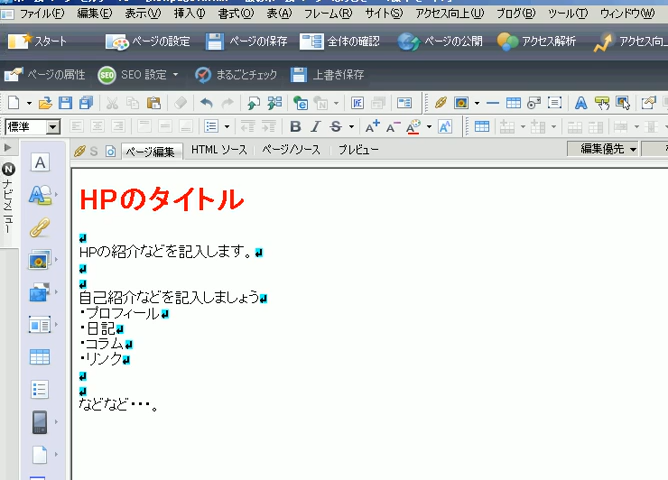 ファイル(F) 編集(E) 表示(V) 挿入(I) 書式(O) 表(A) フレーム(R) サイト(S) アクセス向上(U) ブログ(B) ツール(T) ウィンドウ(W)
スタート ページの設定 ページの保存 全体の確認 ページの公開 アクセス解析 アクセス向
ページの属性 SEO SEO 設定 まるごとチェック 上書き保存
標準 B I S A A A A
S ページ編集 HTML ソース ページ/ソース プレビュー 編集優先
N
ナビメニュー
A
HPのタイトル
HPの紹介などを記入します。
自己紹介などを記入しましょう
・プロフィール
・日記
・コラム
・リンク
などなど・・・。